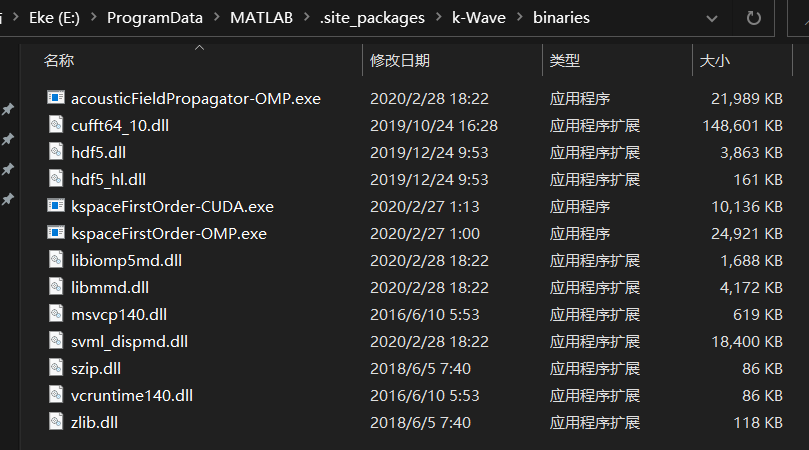 Eke (E:) > ProgramData > MATLAB > .site_packages > k-Wave > binaries
名称 修改日期 类型 大小
acousticFieldPropagator-OMP.exe 2020/2/28 18:22 应用程序 21,989 KB
cufft64_10.dll 2019/10/24 16:28 应用程序扩展 148,601 KB
hdf5.dll 2019/12/24 9:53 应用程序扩展 3,863 KB
hdf5_hl.dll 2019/12/24 9:53 应用程序扩展 161 KB
kspaceFirstOrder-CUDA.exe 2020/2/27 1:13 应用程序 10,136 KB
kspaceFirstOrder-OMP.exe 2020/2/27 1:00 应用程序 24,921 KB
libiomp5md.dll 2020/2/28 18:22 应用程序扩展 1,688 KB
libmmd.dll 2020/2/28 18:22 应用程序扩展 4,172 KB
msvcp140.dll 2016/6/10 5:53 应用程序扩展 619 KB
svml_dispmd.dll 2020/2/28 18:22 应用程序扩展 18,400 KB
szip.dll 2018/6/5 7:40 应用程序扩展 86 KB
vcruntime140.dll 2016/6/10 5:53 应用程序扩展 86 KB
zlib.dll 2018/6/5 7:40 应用程序扩展 118 KB